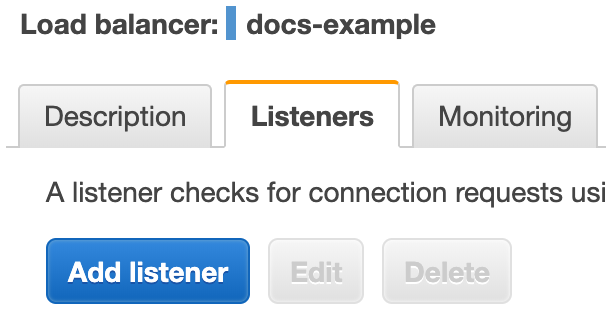 Load balancer: docs-example
Description Listeners Monitoring
A listener checks for connection requests usi
Add listener Edit Delete